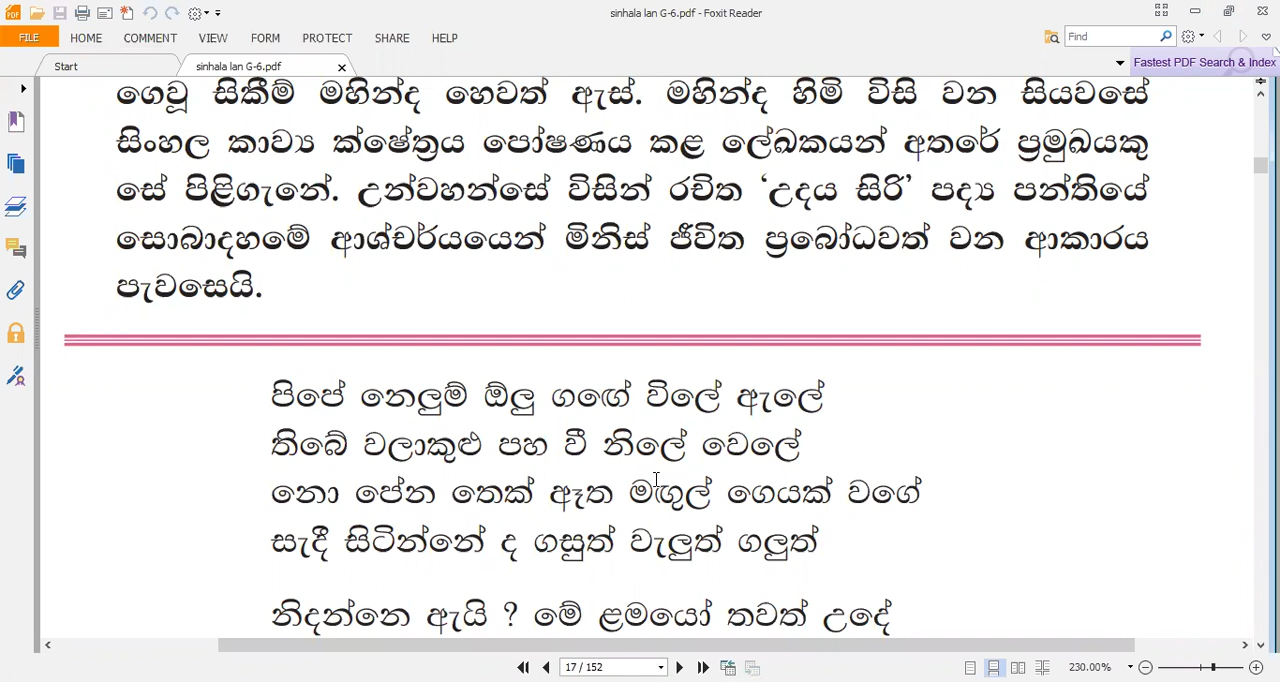 sinhala lan G-6.pdf - Foxit Reader
FILE HOME COMMENT VIEW FORM PROTECT SHARE HELP
Find
Start sinhala lan G-6.pdf
Fastest PDF Search & Index
ගෙවූ සිකීම් මහින්ද හෙවත් ඇස්. මහින්ද හිමි විසි වන සියවසේ
සිංහල කාව්‍ය ක්ෂේත්‍රය පෝෂණය කළ ලේඛකයන් අතරේ ප්‍රමුඛයකු
සේ පිළිගැනේ. උන්වහන්සේ විසින් රචිත ‘උදය සිරි’ පද්‍ය පන්තියේ
සොබාදහමේ ආශ්චර්යයෙන් මිනිස් ජීවිත ප්‍රබෝධවත් වන ආකාරය
පැවසෙයි.
පිපේ නෙලුම් ඕලු ගඟේ විලේ ඇලේ
තිබේ වලාකුළු පහ වී නිලේ වෙලේ
නො පේන තෙක් ඈත මඟුල් ගෙයක් වගේ
සැදී සිටින්නේ ද ගසුත් වැලුත් ගලුත්
නිදන්නෙ ඇයි ? මේ ළමයෝ තවත් උදේ
17 / 152
230.00%